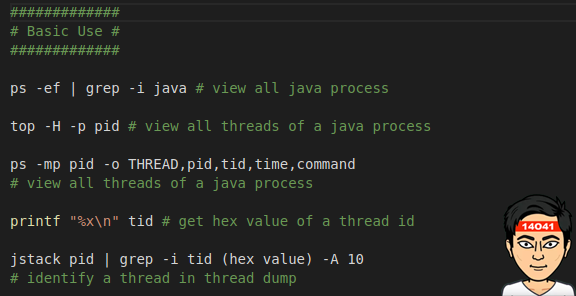 #############
# Basic Use #
#############
ps -ef | grep -i java # view all java process
top -H -p pid # view all threads of a java process
ps -mp pid -o THREAD,pid,tid,time,command
# view all threads of a java process
printf "%x\n" tid # get hex value of a thread id
jstack pid | grep -i tid (hex value) -A 10
# identify a thread in thread dump
14041